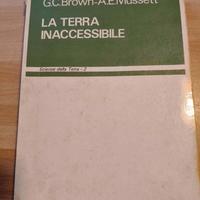 G.C.Brown-A.E.Mussett
LA TERRA
INACCESSIBILE
Scienze della Terra - 2